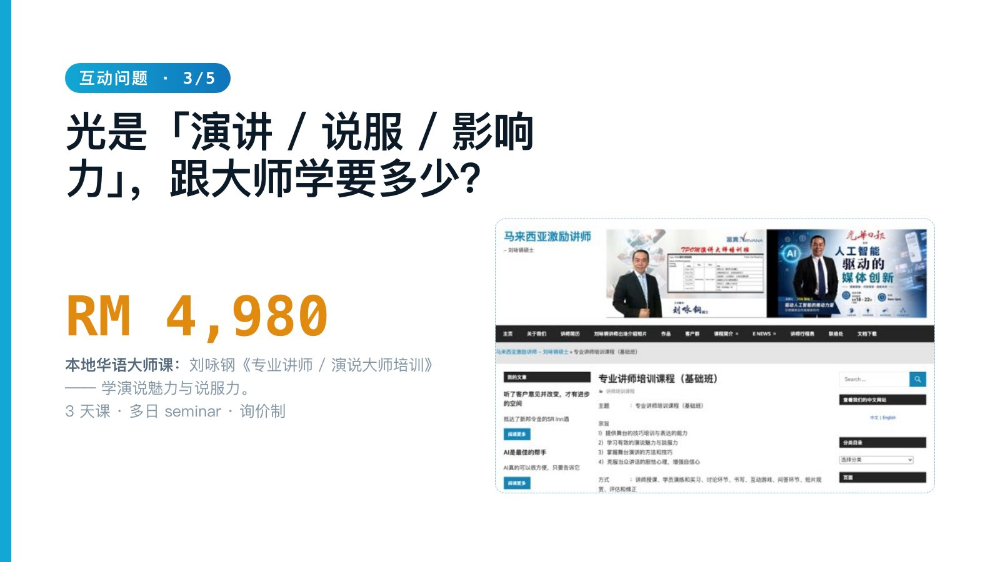 互动问题 · 3/5
光是「演讲 / 说服 / 影响
力」，跟大师学要多少？
RM 4,980
本地华语大师课：刘咏钢《专业讲师 / 演说大师培训》
—— 学演说魅力与说服力。
3 天课 · 多日 seminar · 询价制
马来西亚激励讲师
– 刘咏钢硕士
富貴 NIRVANA
TPOM演讲大师培训班
刘咏钢硕士
光華日報
AI
人工智能
驱动的
媒体创新
驱动人工智能的推动力量
主页 关于我们 讲师简历 刘咏钢讲师出场介绍短片 作品 客户群 课程简介 » E NEWS » 讲师行程表 联络处 文档下载
马来西亚激励讲师 – 刘咏钢硕士 » 专业讲师培训课程（基础班）
我的文章
听了客户意见并改变，才有进步
的空间
抵达了新邦令金的SR Inn酒
阅读更多
AI是最佳的帮手
AI真的可以很方便，只要告诉它
阅读更多
专业讲师培训课程（基础班）
讲师培训课程
主题 ：专业讲师培训课程（基础班）
宗旨
1）提供舞台的技巧培训与表达的能力
2）学习有效的演说魅力与说服力
3）掌握舞台演讲的方法和技巧
4）克服当众讲话的胆怯心理，增强自信心
方式 ：讲师授课、学员演练和实习、讨论环节、书写、互动游戏、问答环节、短片观
赏、评估和修正
Search ...
查看我们的中文网站
中文 | English
分类目录
选择分类
页面